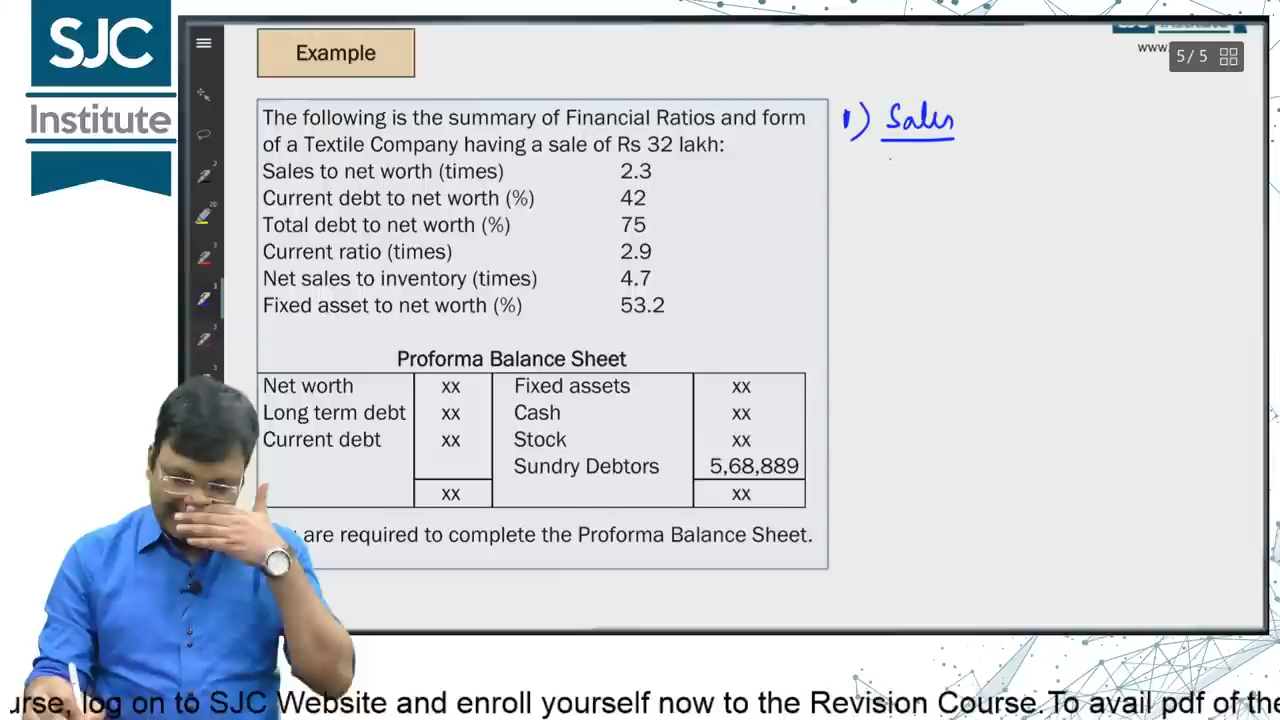 SJC
Institute
Example
www.
5/5
1) Sales
The following is the summary of Financial Ratios and form
of a Textile Company having a sale of Rs 32 lakh:
Sales to net worth (times) 2.3
Current debt to net worth (%) 42
Total debt to net worth (%) 75
Current ratio (times) 2.9
Net sales to inventory (times) 4.7
Fixed asset to net worth (%) 53.2
Proforma Balance Sheet
Net worth xx Fixed assets xx
Long term debt xx Cash xx
Current debt xx Stock xx
Sundry Debtors 5,68,889
xx xx
are required to complete the Proforma Balance Sheet.
urse, log on to SJC Website and enroll yourself now to the Revision Course.To avail pdf of the